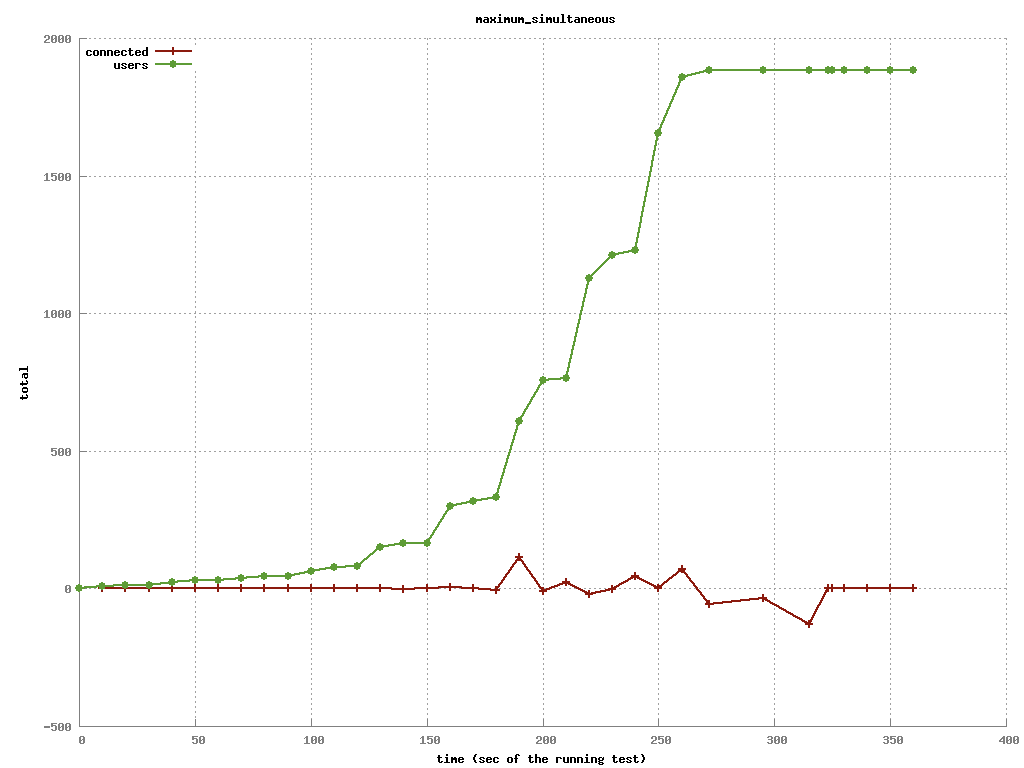 maximum_simultaneous
connected
users
2000
1500
1000
500
0
-500
total
0 50 100 150 200 250 300 350 400
time (sec of the running test)